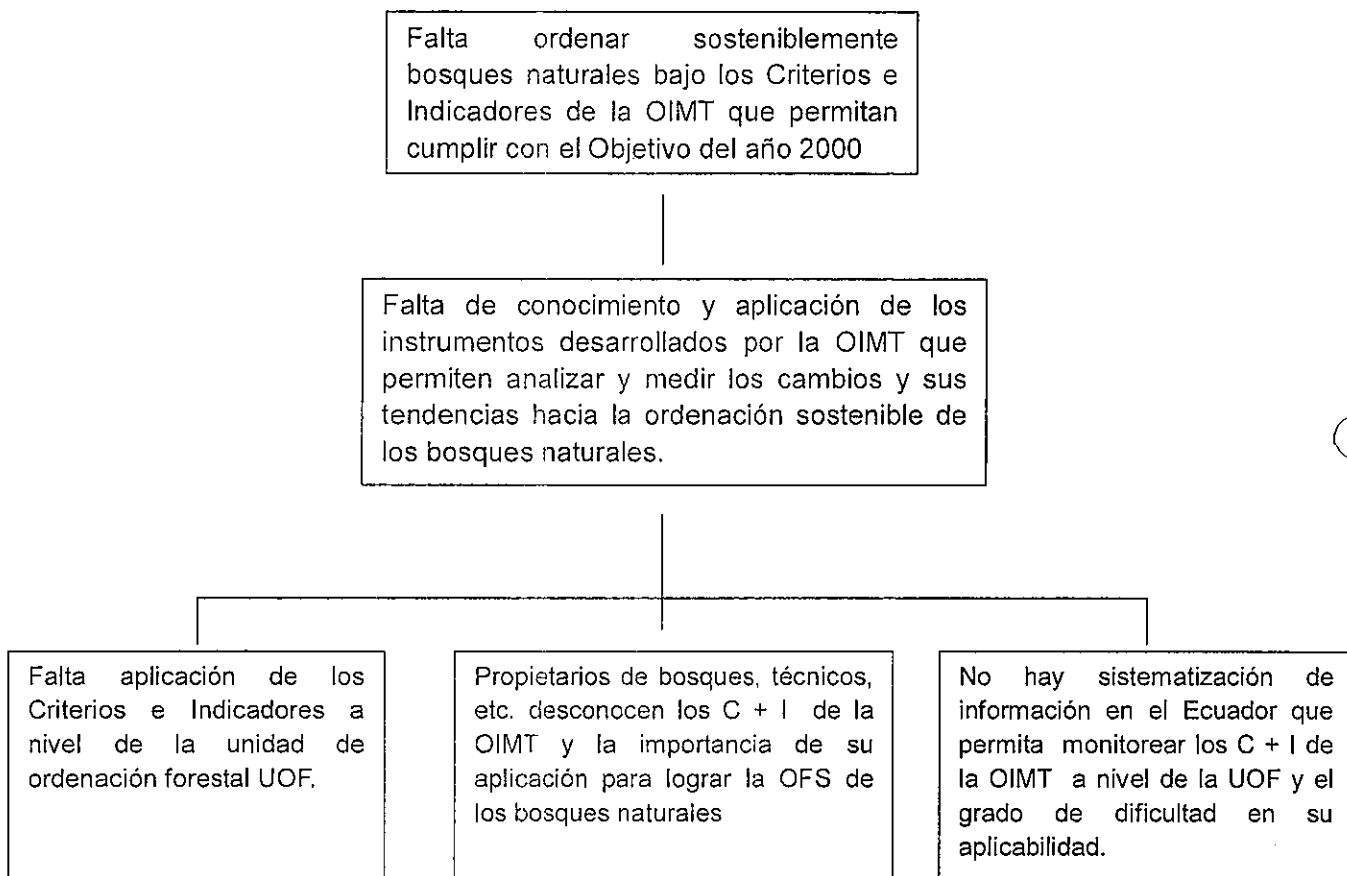 Falta ordenar sosteniblemente
bosques naturales bajo los Criterios e
Indicadores de la OIMT que permitan
cumplir con el Objetivo del año 2000
Falta de conocimiento y aplicación de los
instrumentos desarrollados por la OIMT que
permiten analizar y medir los cambios y sus
tendencias hacia la ordenación sostenible de
los bosques naturales.
Falta aplicación de los
Criterios e Indicadores a
nivel de la unidad de
ordenación forestal UOF.
Propietarios de bosques, técnicos,
etc. desconocen los C + I de la
OIMT y la importancia de su
aplicación para lograr la OFS de
los bosques naturales
No hay sistematización de
información en el Ecuador que
permita monitorear los C + I de
la OIMT a nivel de la UOF y el
grado de dificultad en su
aplicabilidad.